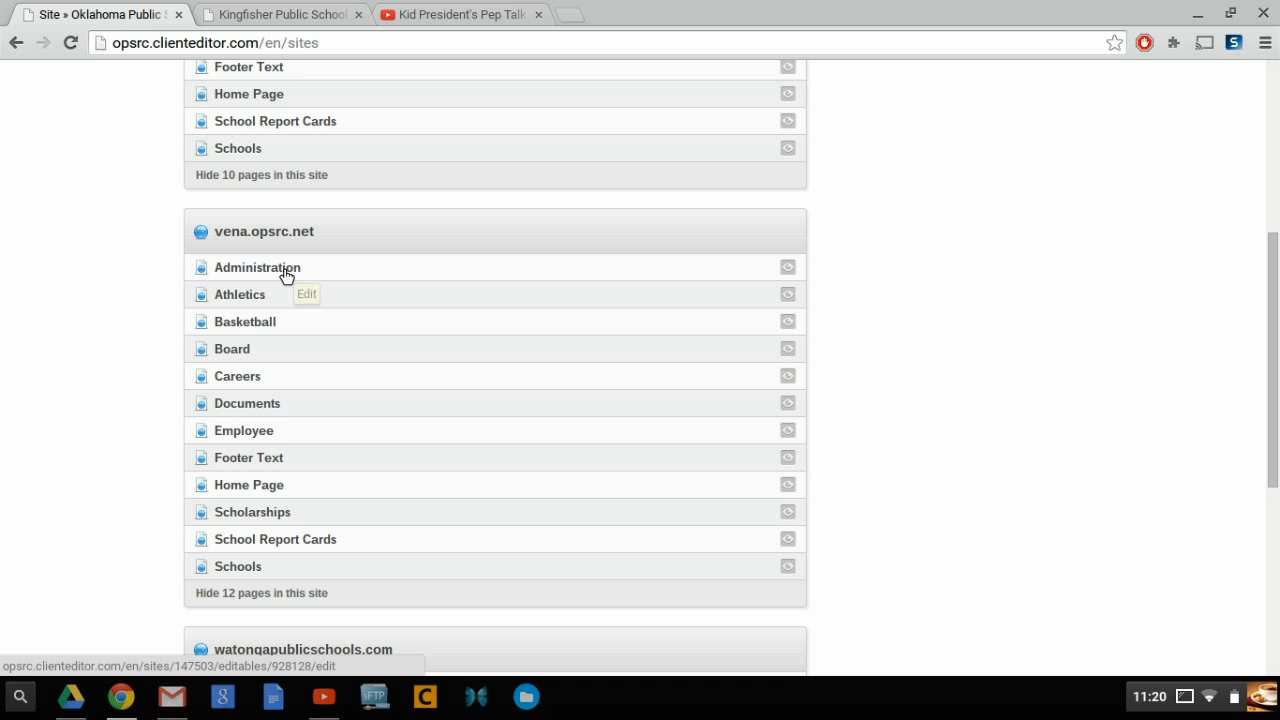 Site » Oklahoma Public S
Kingfisher Public School
Kid President's Pep Talk
opsrc.clienteditor.com/en/sites
Footer Text
Home Page
School Report Cards
Schools
Hide 10 pages in this site
vena.opsrc.net
Administration
Edit
Athletics
Basketball
Board
Careers
Documents
Employee
Footer Text
Home Page
Scholarships
School Report Cards
Schools
Hide 12 pages in this site
watongapublicschools.com
opsrc.clienteditor.com/en/sites/147503/editables/928128/edit
8
FTP
C
11:20